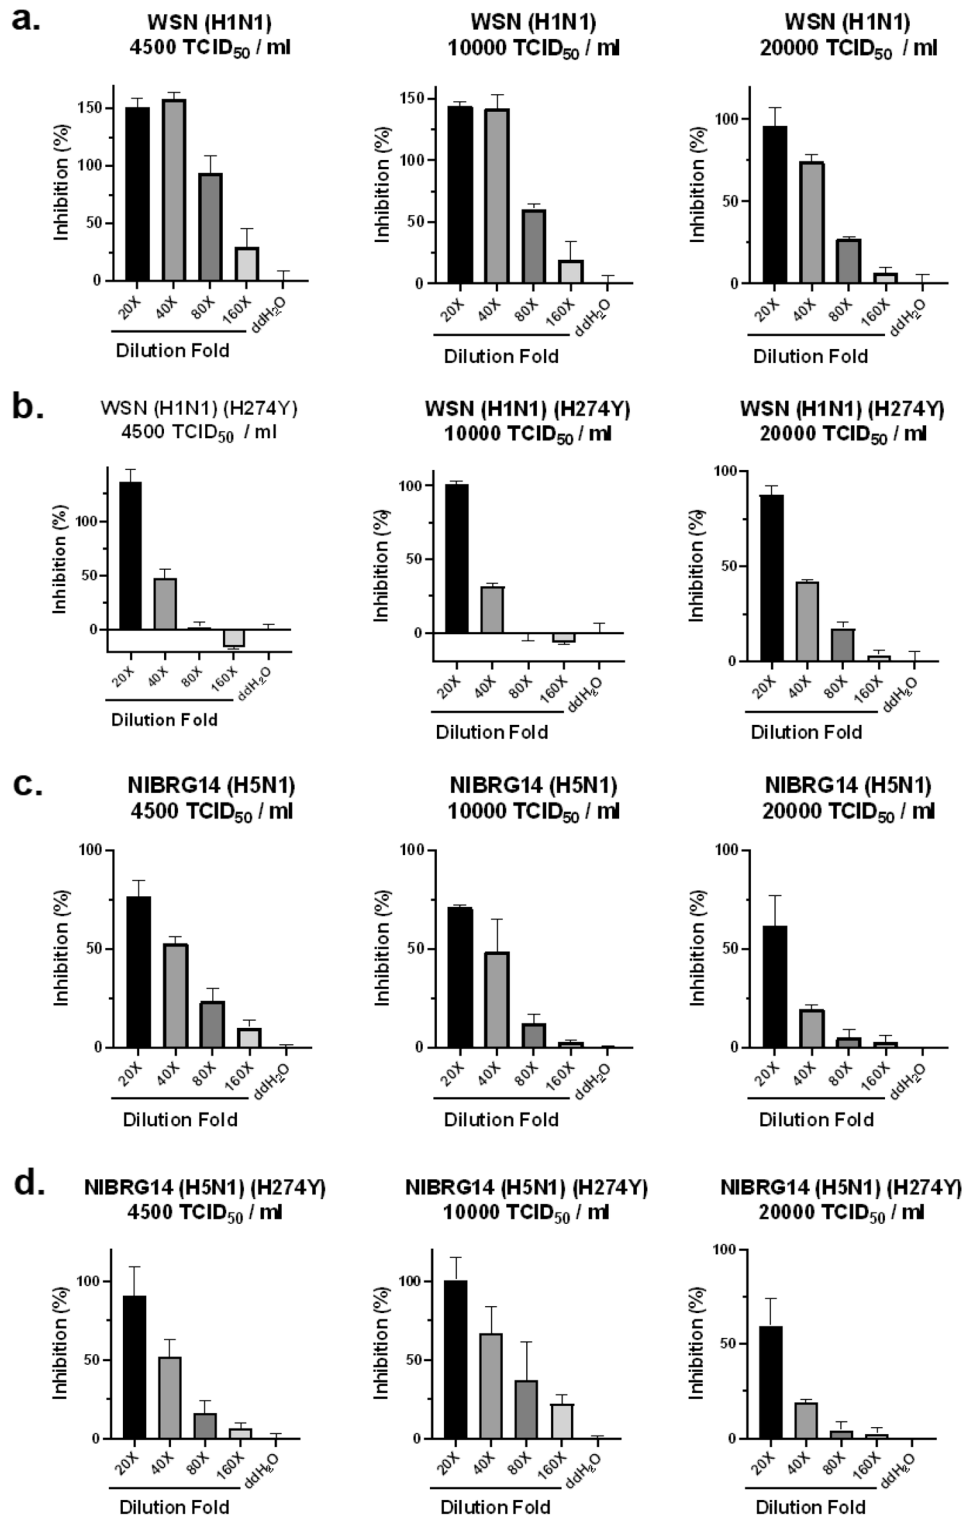 a.
WSN (H1N1)
4500 TCID₅₀ / ml
Inhibition (%)
150
100
50
0
20X
40X
80X
160X
ddH₂O
Dilution Fold
WSN (H1N1)
10000 TCID₅₀ / ml
Inhibition (%)
150
100
50
0
20X
40X
80X
160X
ddH₂O
Dilution Fold
WSN (H1N1)
20000 TCID₅₀ / ml
Inhibition (%)
100
50
0
20X
40X
80X
160X
ddH₂O
Dilution Fold
b.
WSN (H1N1) (H274Y)
4500 TCID₅₀ / ml
Inhibition (%)
100
50
0
20X
40X
80X
160X
ddH₂O
Dilution Fold
WSN (H1N1) (H274Y)
10000 TCID₅₀ / ml
Inhibition (%)
100
50
0
20X
40X
80X
160X
ddH₂O
Dilution Fold
WSN (H1N1) (H274Y)
20000 TCID₅₀ / ml
Inhibition (%)
100
50
0
20X
40X
80X
160X
ddH₂O
Dilution Fold
c.
NIBRG14 (H5N1)
4500 TCID₅₀ / ml
Inhibition (%)
100
50
0
20X
40X
80X
160X
ddH₂O
Dilution Fold
NIBRG14 (H5N1)
10000 TCID₅₀ / ml
Inhibition (%)
100
50
0
20X
40X
80X
160X
ddH₂O
Dilution Fold
NIBRG14 (H5N1)
20000 TCID₅₀ / ml
Inhibition (%)
100
50
0
20X
40X
80X
160X
ddH₂O
Dilution Fold
d.
NIBRG14 (H5N1) (H274Y)
4500 TCID₅₀ / ml
Inhibition (%)
100
50
0
20X
40X
80X
160X
ddH₂O
Dilution Fold
NIBRG14 (H5N1) (H274Y)
10000 TCID₅₀ / ml
Inhibition (%)
100
50
0
20X
40X
80X
160X
ddH₂O
Dilution Fold
NIBRG14 (H5N1) (H274Y)
20000 TCID₅₀ / ml
Inhibition (%)
100
50
0
20X
40X
80X
160X
ddH₂O
Dilution Fold